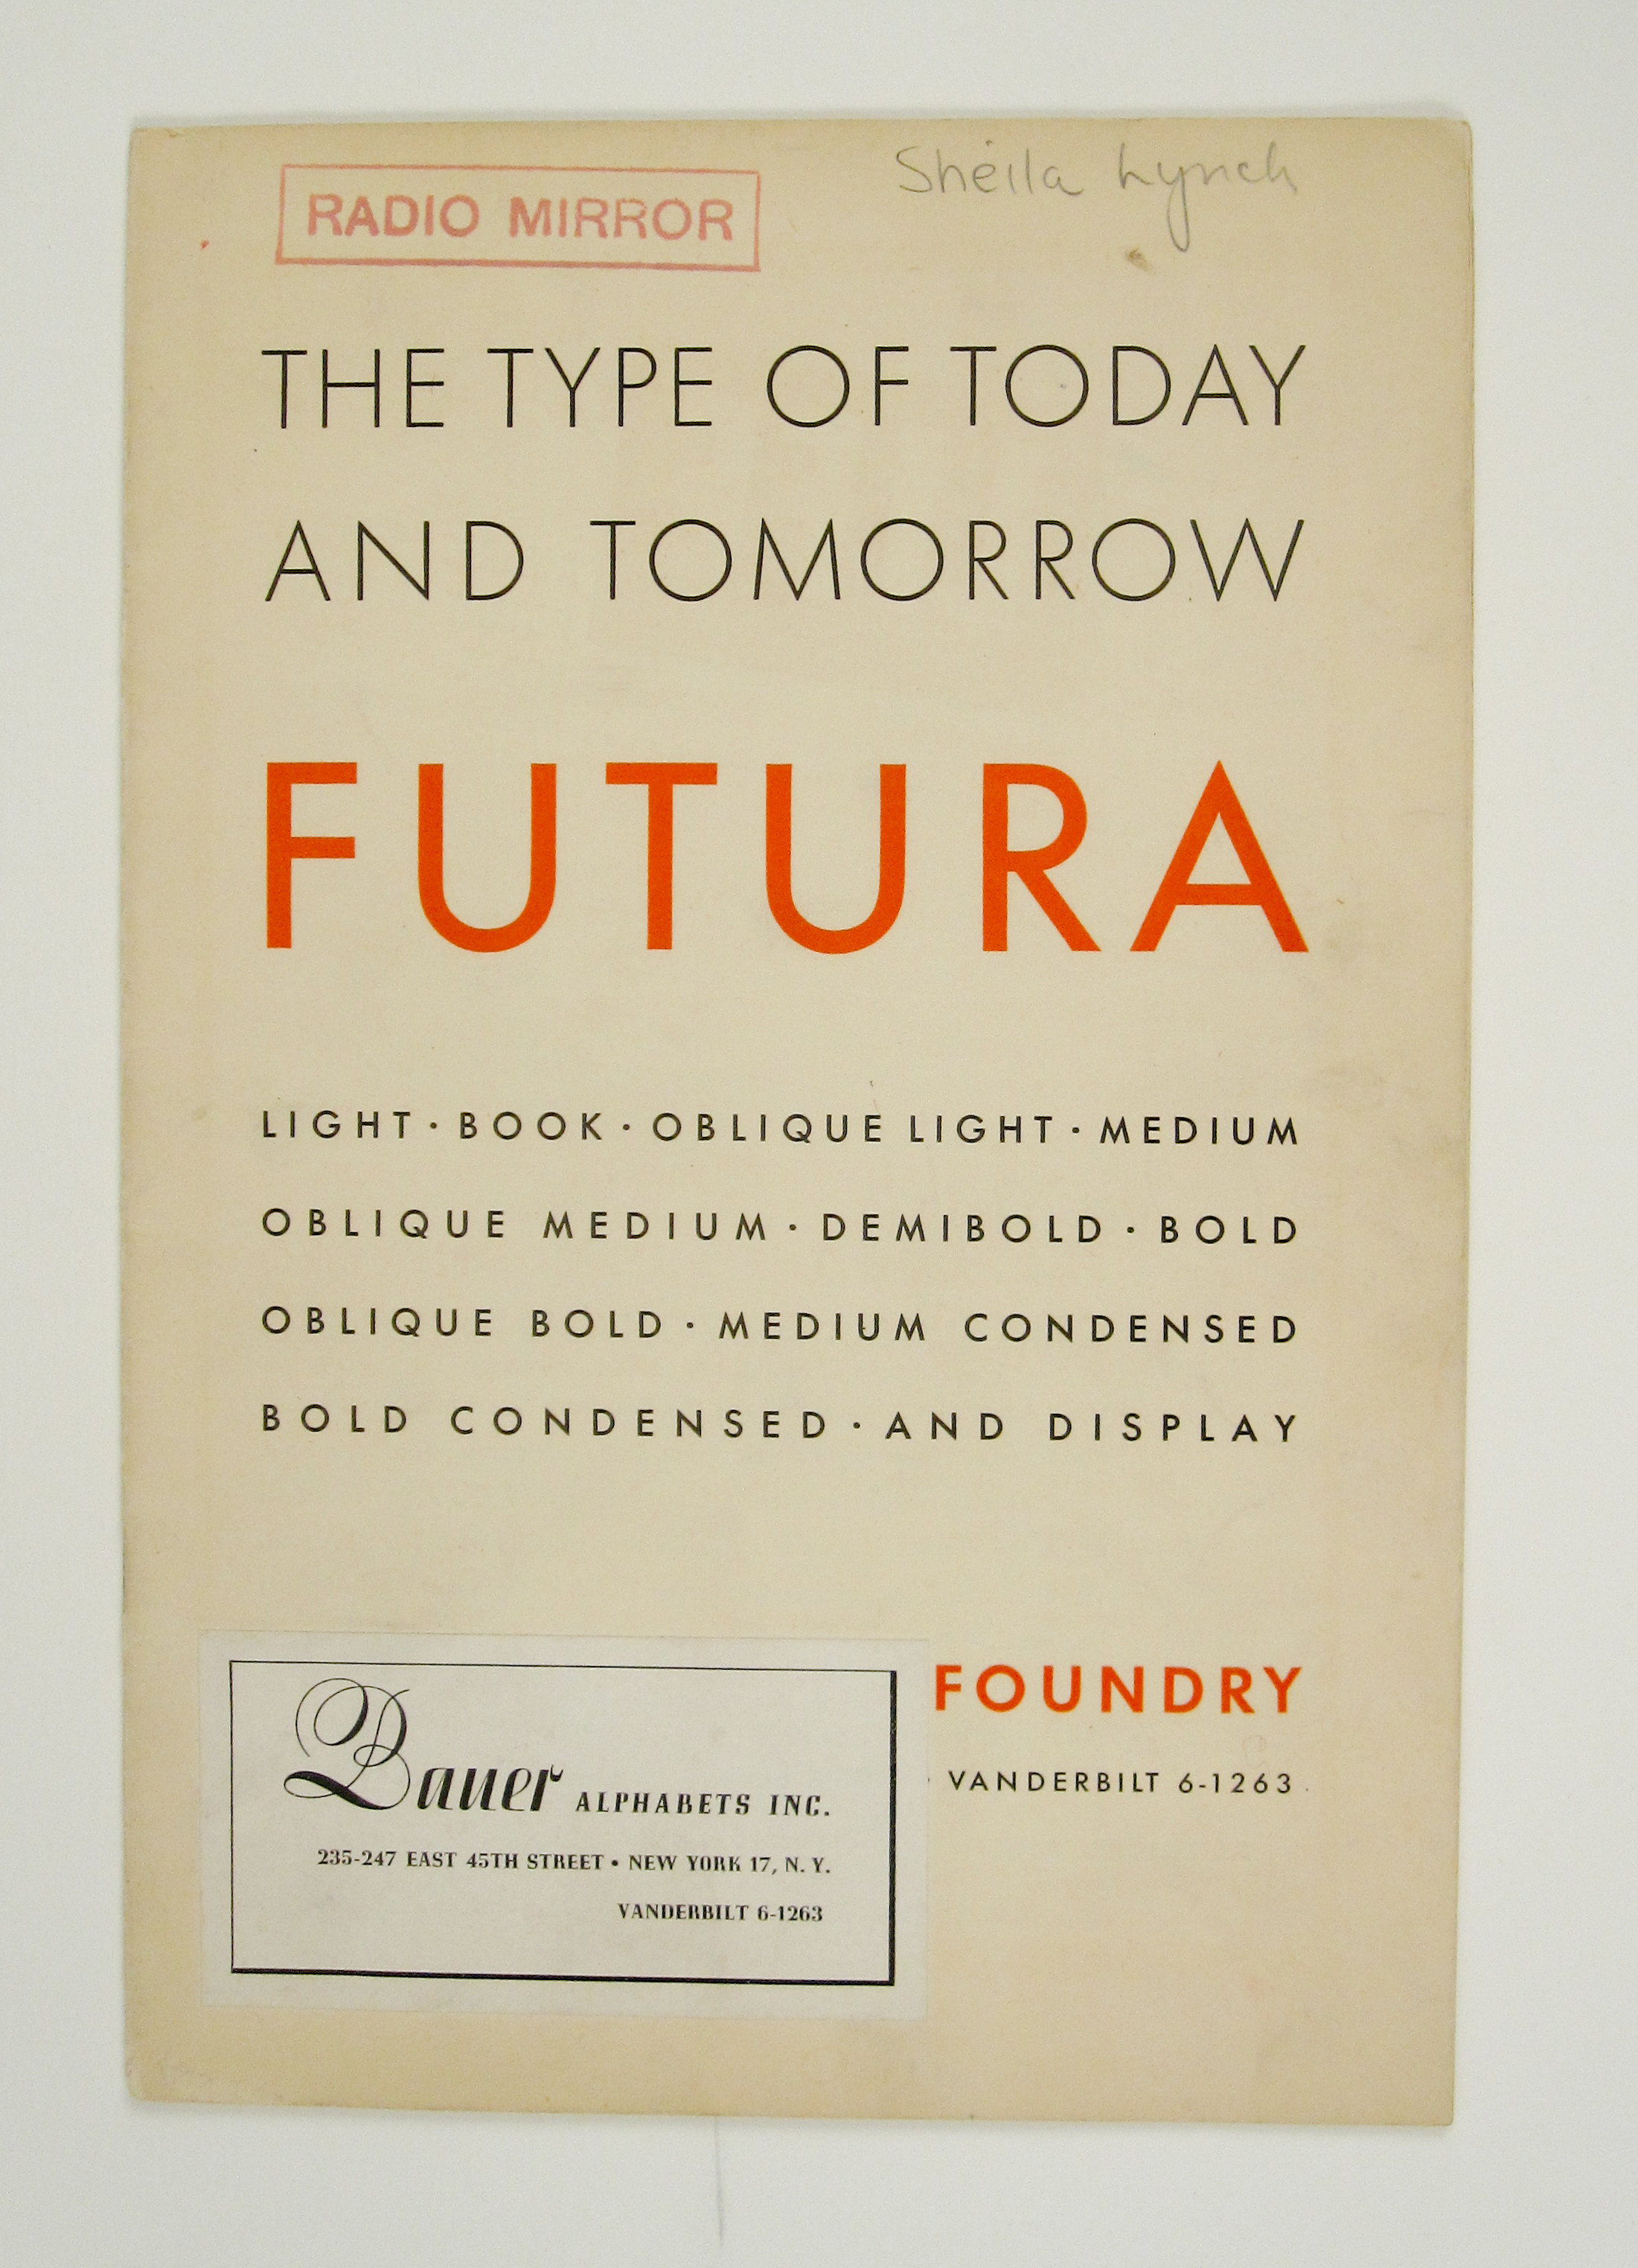 RADIO MIRROR
Sheila Lynch
THE TYPE OF TODAY
AND TOMORROW
FUTURA
LIGHT · BOOK · OBLIQUE LIGHT · MEDIUM
OBLIQUE MEDIUM · DEMIBOLD · BOLD
OBLIQUE BOLD · MEDIUM CONDENSED
BOLD CONDENSED · AND DISPLAY
FOUNDRY
VANDERBILT 6-1263
Bauer ALPHABETS INC.
235-247 EAST 45TH STREET • NEW YORK 17, N. Y.
VANDERBILT 6-1263